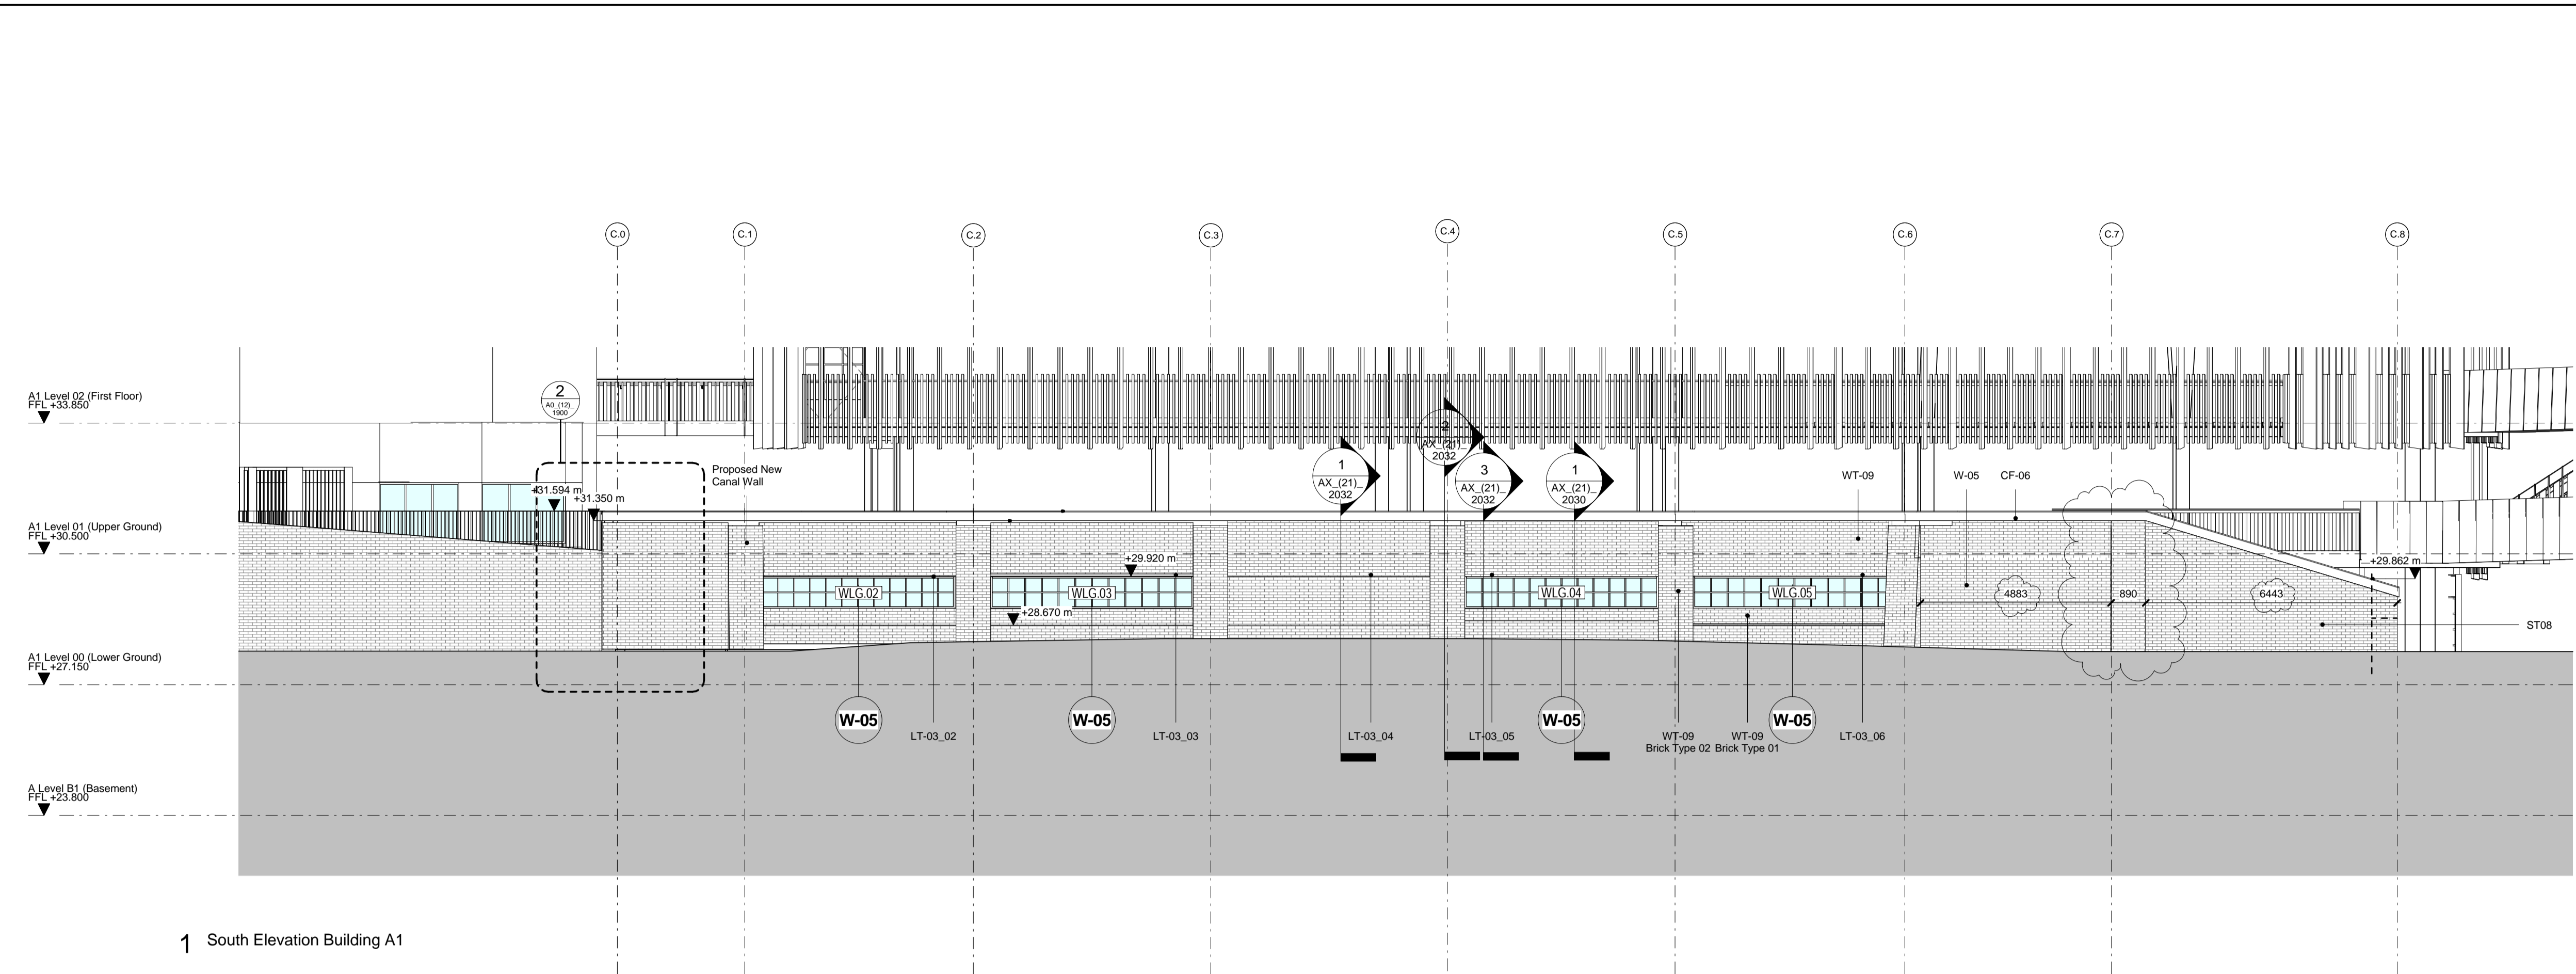 C.0
C.1
C.2
C.3
C.4
C.5
C.6
C.7
C.8
A1 Level 02 (First Floor)
FFL +33.850
2
A0_(12)_
1900
Proposed New
Canal Wall
1
AX_(21)_
2032
2
AX_(21)_
2032
3
AX_(21)_
2032
1
AX_(21)_
2030
WT-09
W-05
CF-06
+31.594 m
+31.350 m
A1 Level 01 (Upper Ground)
FFL +30.500
+29.920 m
+29.862 m
WLG.02
WLG.03
WLG.04
WLG.05
4883
890
6443
+28.670 m
ST08
A1 Level 00 (Lower Ground)
FFL +27.150
W-05
LT-03_02
W-05
LT-03_03
LT-03_04
LT-03_05
W-05
WT-09
Brick Type 02
WT-09
Brick Type 01
W-05
LT-03_06
A Level B1 (Basement)
FFL +23.800
1 South Elevation Building A1